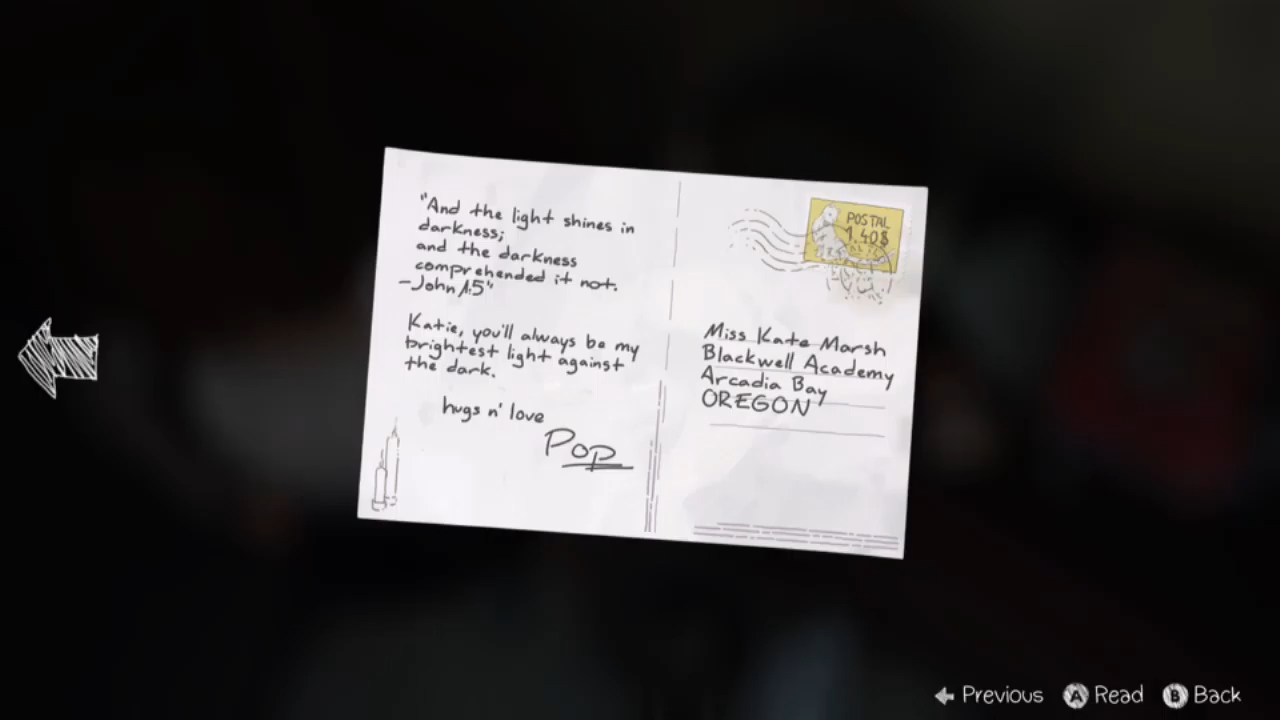 "And the light shines in
darkness;
and the darkness
comprehended it not.
-John 1:5"
Katie, you'll always be my
brightest light against
the dark.
hugs n' love
Pop
POSTAL
1.40$
Miss Kate Marsh
Blackwell Academy
Arcadia Bay
OREGON
Previous
A Read
B Back